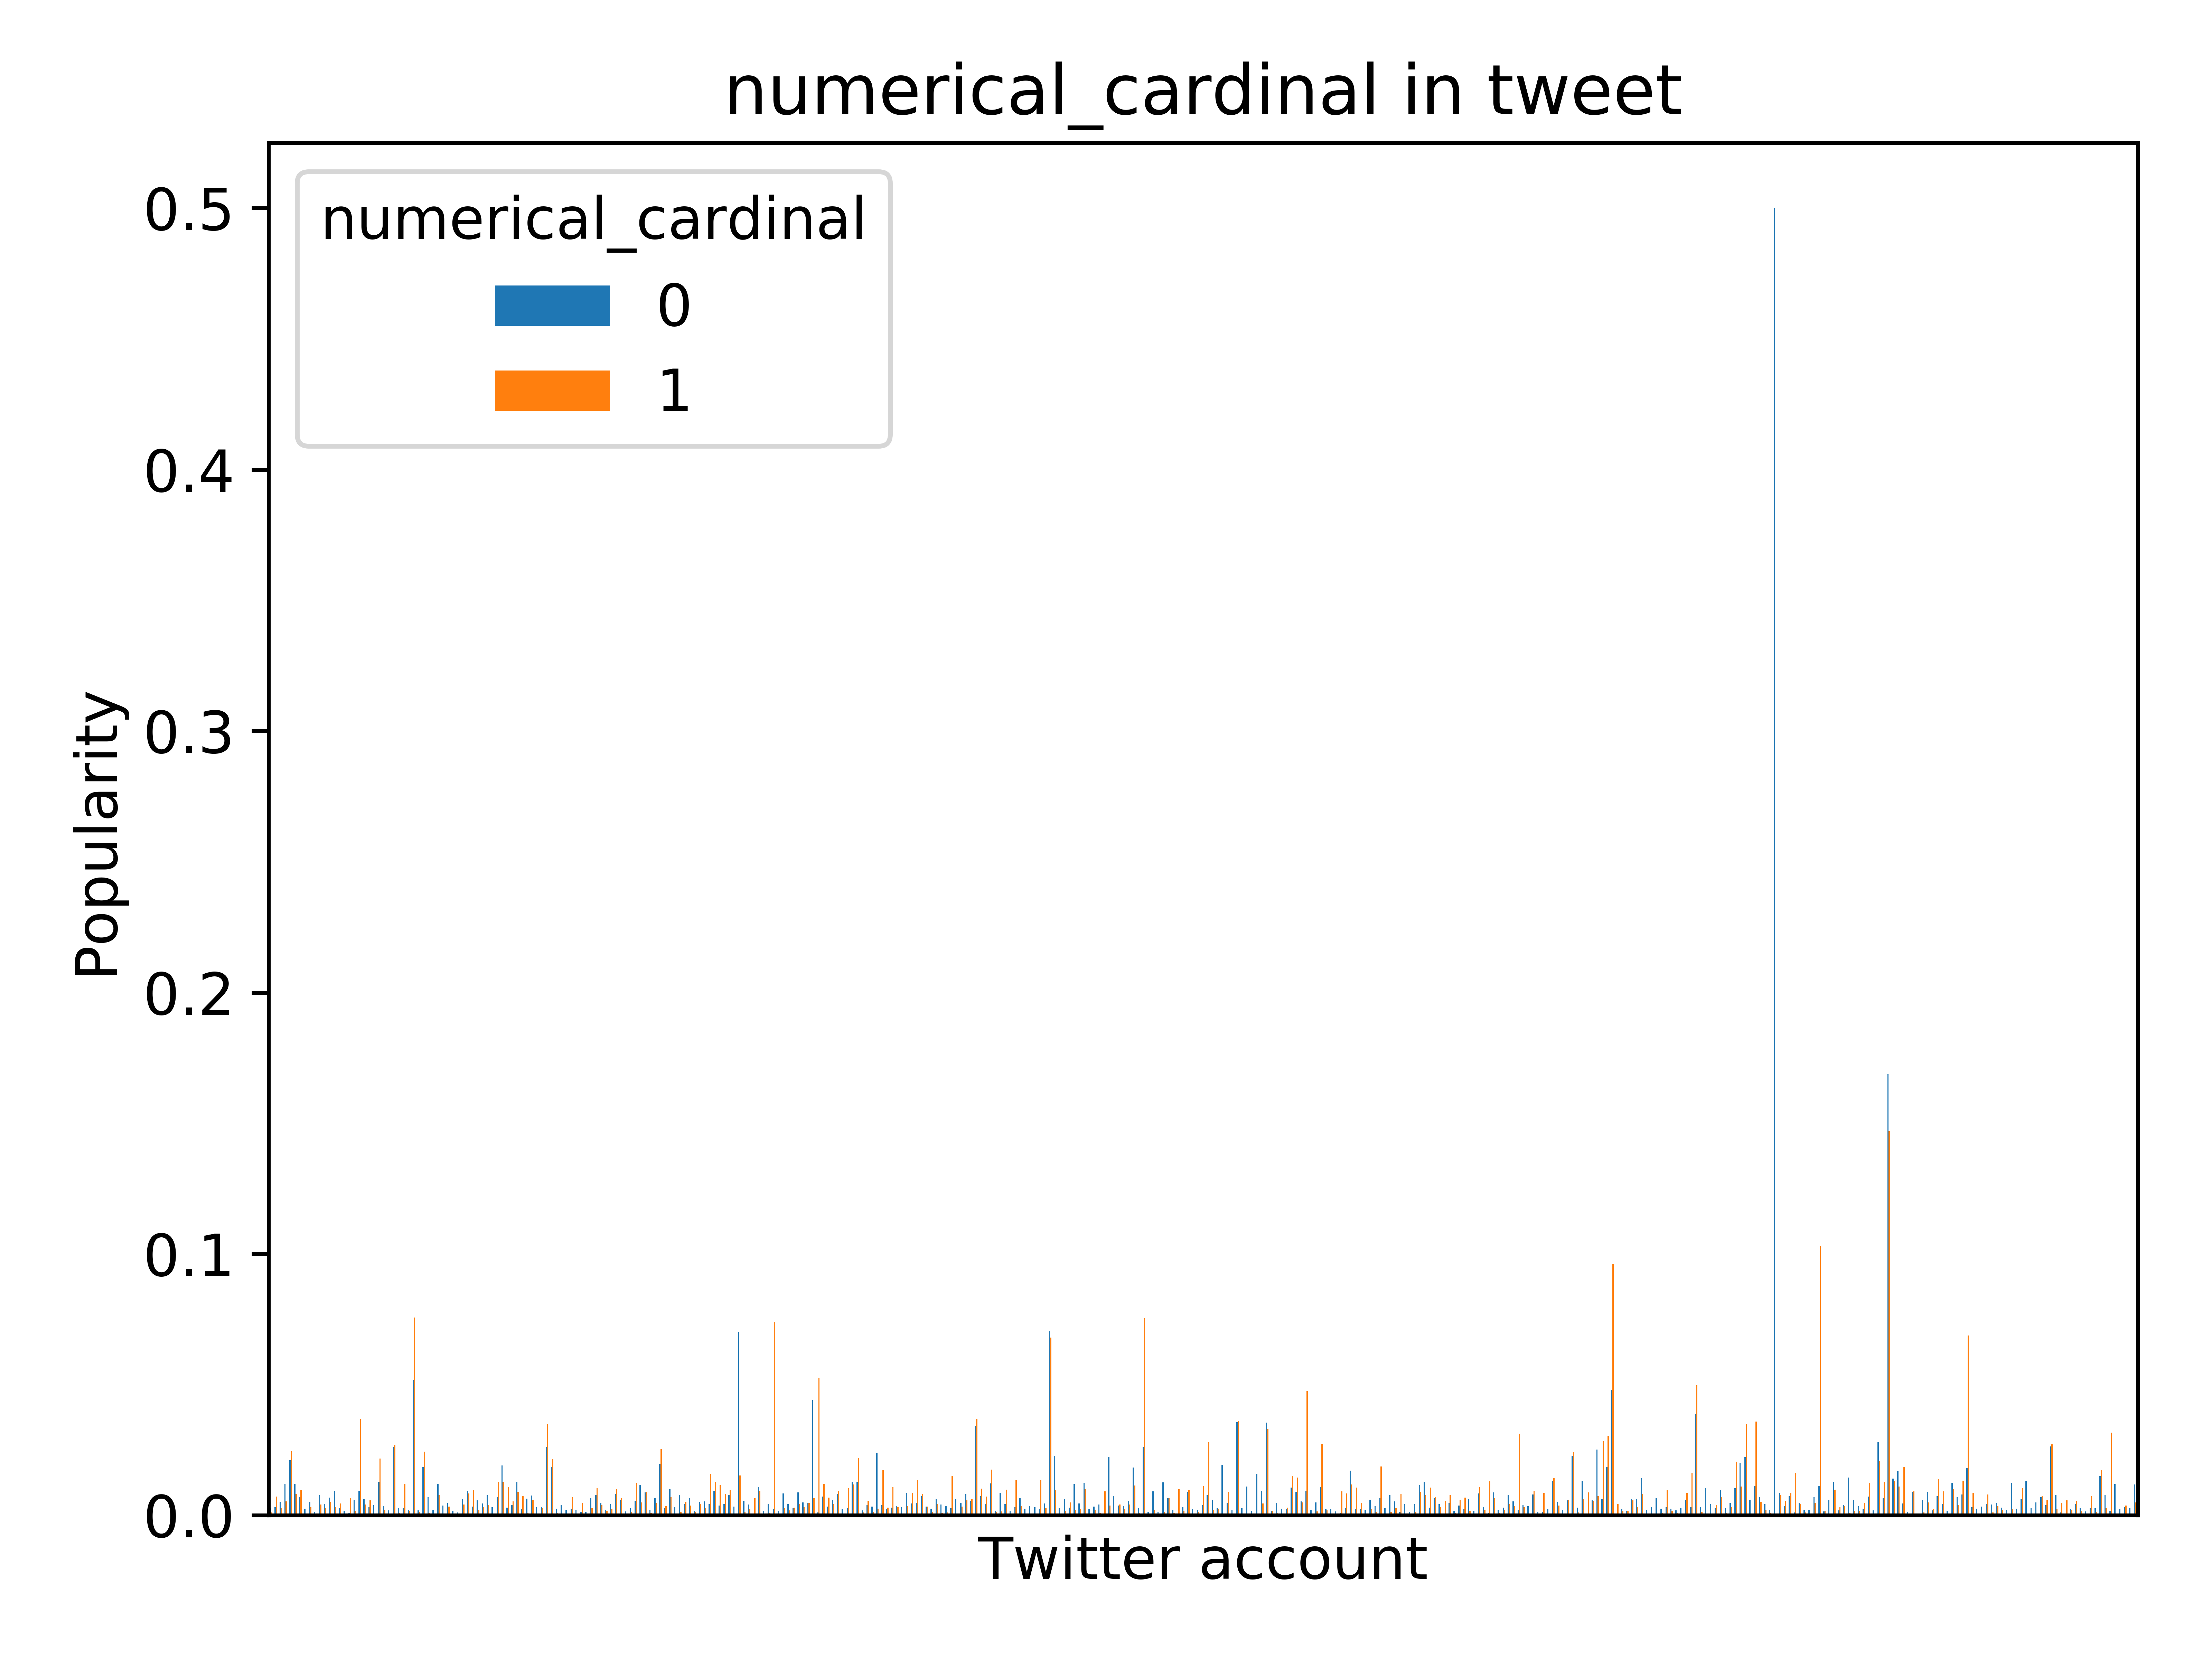 numerical_cardinal in tweet
numerical_cardinal
0
1
0.5
0.4
0.3
0.2
0.1
0.0
Popularity
Twitter account